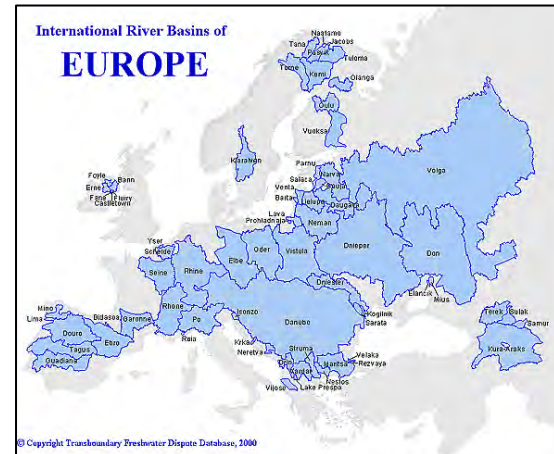 International River Basins of
EUROPE
Naatamo
Tana
Jacobs
Pasvik
Tuloma
Torne
Kemi
Olanga
Oulu
Vuoksa
Klaralven
Foyle
Bann
Erne
Fane
Flurry
Castletown
Parnu
Narva
Salaca
Gauja
Venta
Barta
Lielupe
Daugava
Lava
Prohladnaja
Neman
Volga
Yser
Schelde
Elbe
Oder
Vistula
Dnieper
Don
Seine
Rhine
Dniester
Elancik
Mius
Rhone
Po
Isonzo
Danube
Kogilnik
Sarata
Mino
Lima
Bidasoa
Garonne
Douro
Ebro
Tagus
Guadiana
Roia
Krka
Neretva
Struma
Drin
Vardar
Maritsa
Velaka
Rezvaya
Nestos
Vijose
Lake Prespa
Terek
Sulak
Samur
Kura-Araks
© Copyright Transboundary Freshwater Dispute Database, 2000